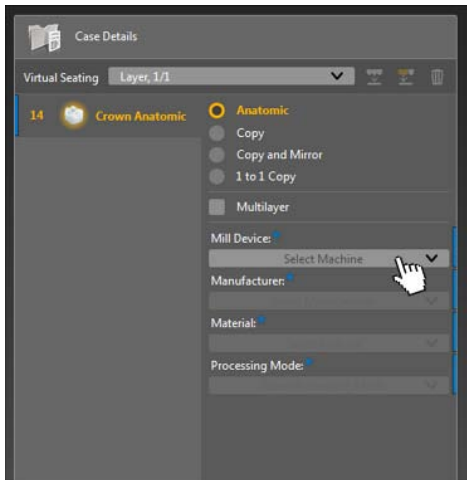 Case Details
Virtual Seating Layer, 1/1
14 Crown Anatomic
Anatomic
Copy
Copy and Mirror
1 to 1 Copy
Multilayer
Mill Device:
Select Machine
Manufacturer:
Material:
Processing Mode: